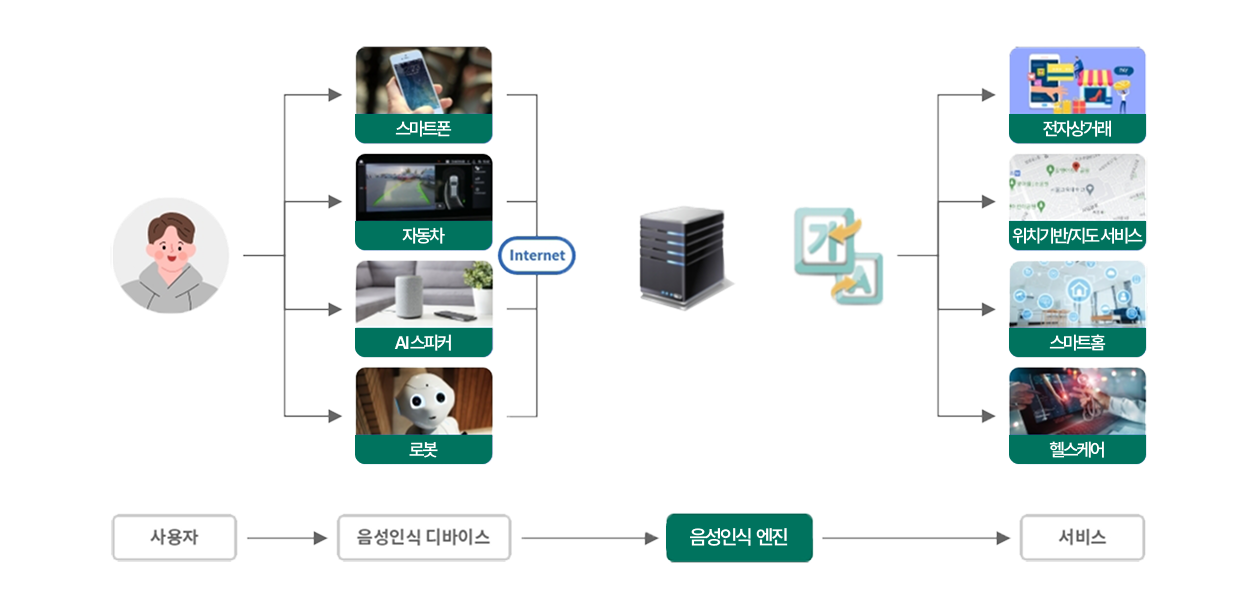 스마트폰
자동차
AI스피커
로봇
Internet
가
A
PAY
전자상거래
위치기반/지도 서비스
스마트홈
헬스케어
사용자
음성인식 디바이스
음성인식 엔진
서비스